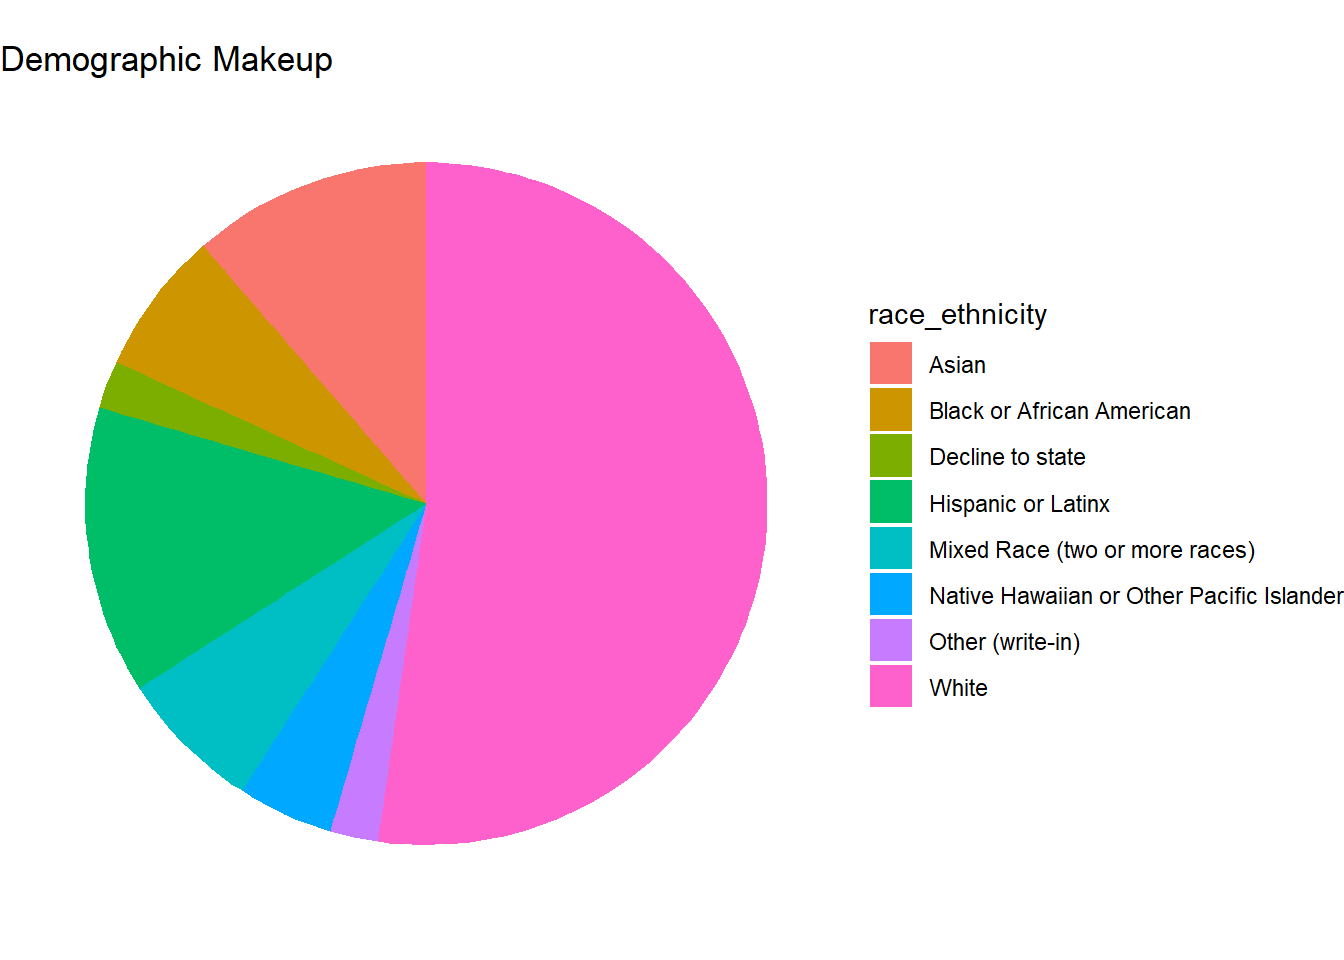 Demographic Makeup
race_ethnicity
Asian
Black or African American
Decline to state
Hispanic or Latinx
Mixed Race (two or more races)
Native Hawaiian or Other Pacific Islander
Other (write-in)
White